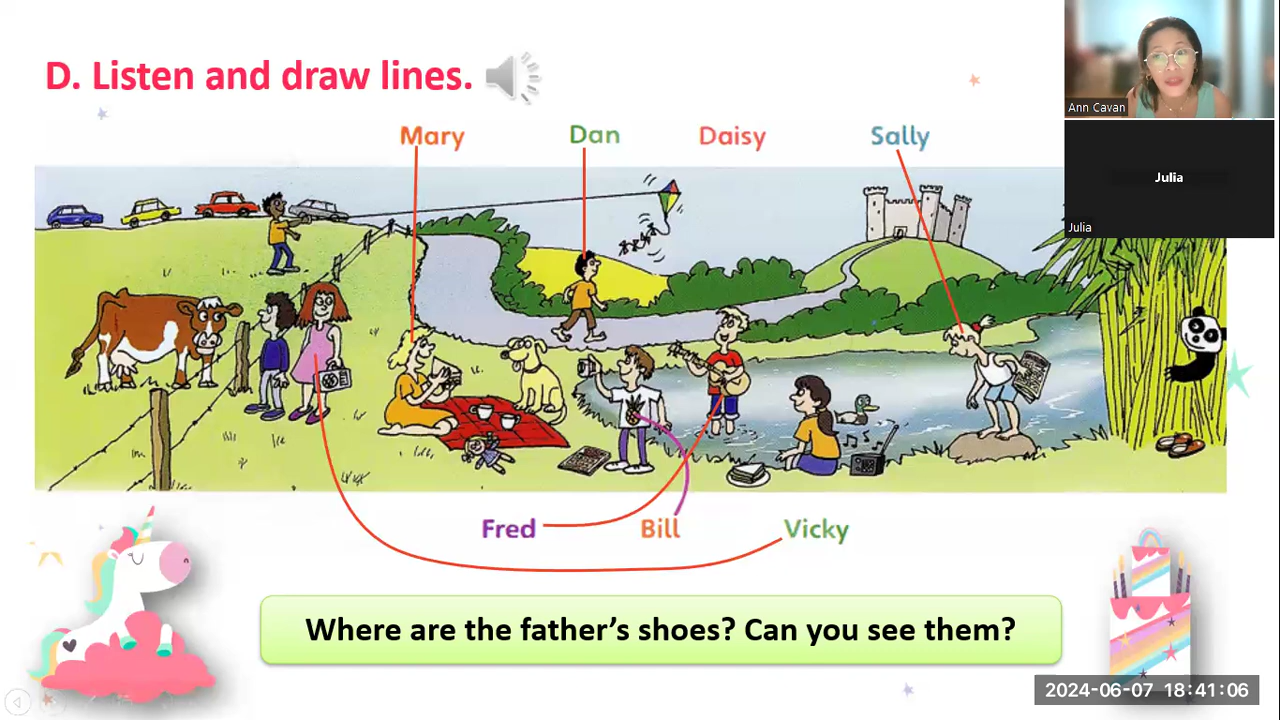 D. Listen and draw lines.
Ann Cavan
Mary Dan Daisy Sally
Julia
Julia
Fred Bill Vicky
Where are the father’s shoes? Can you see them?
2024-06-07 18:41:06